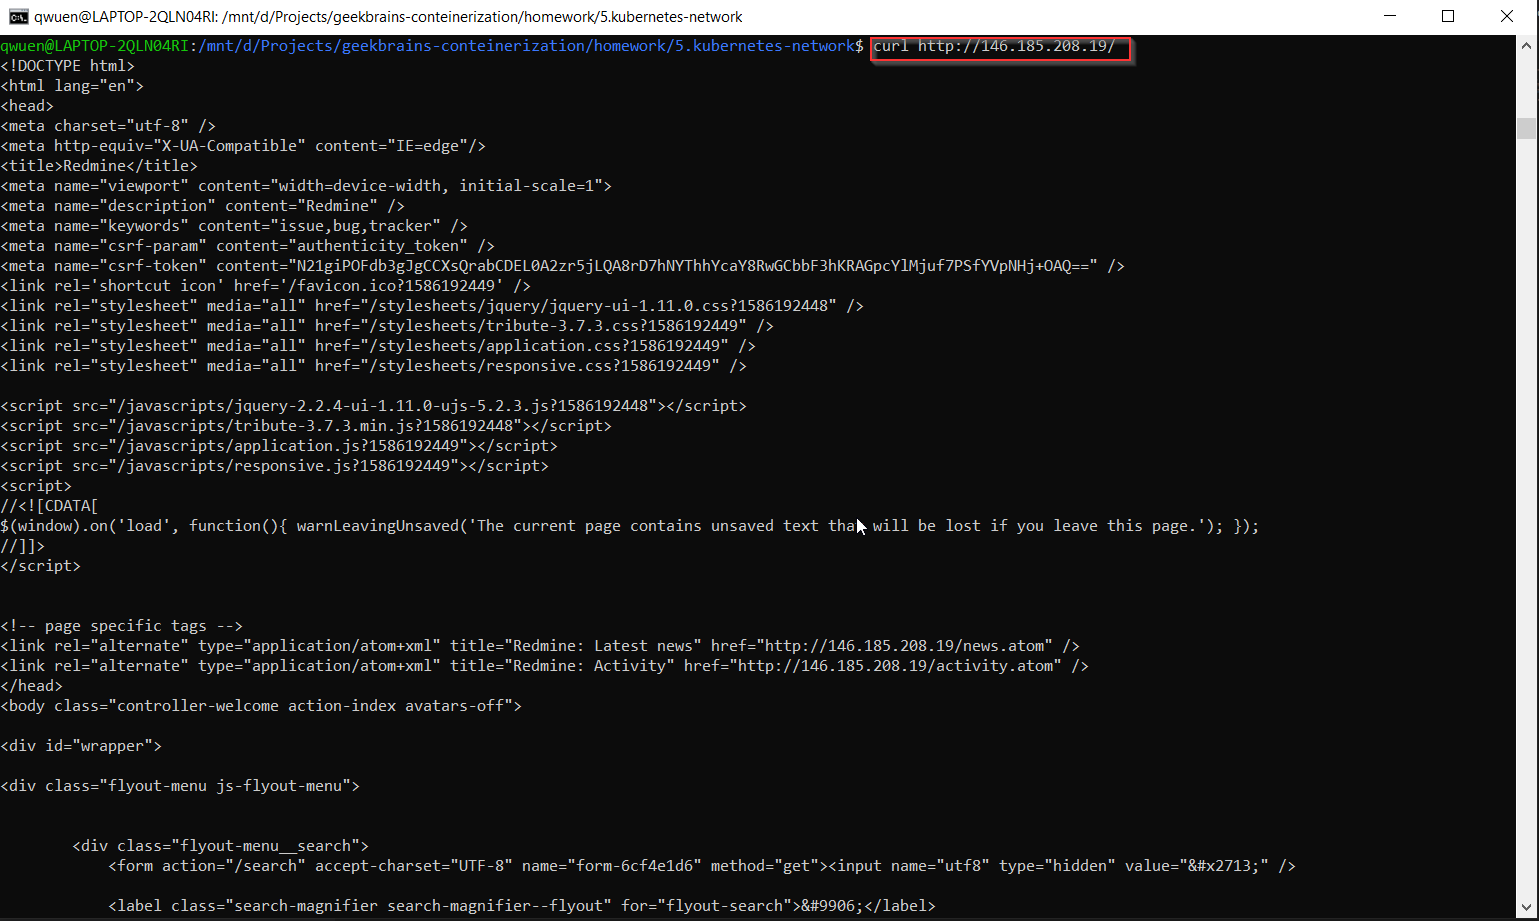 qwuen@LAPTOP-2QLN04RI: /mnt/d/Projects/geekbrains-conteinerization/homework/5.kubernetes-network
qwuen@LAPTOP-2QLN04RI:/mnt/d/Projects/geekbrains-conteinerization/homework/5.kubernetes-network$ curl http://146.185.208.19/
<!DOCTYPE html>
<html lang="en">
<head>
<meta charset="utf-8" />
<meta http-equiv="X-UA-Compatible" content="IE=edge"/>
<title>Redmine</title>
<meta name="viewport" content="width=device-width, initial-scale=1">
<meta name="description" content="Redmine" />
<meta name="keywords" content="issue,bug,tracker" />
<meta name="csrf-param" content="authenticity_token" />
<meta name="csrf-token" content="N21giPOFdb3gJgCCXsQrabCDEL0A2zr5jLQA8rD7hNYThhYcaY8RwGCbbF3hKRAGpcYlMjuf7PSfYVpNHj+OAQ==" />
<link rel='shortcut icon' href='/favicon.ico?1586192449' />
<link rel="stylesheet" media="all" href="/stylesheets/jquery/jquery-ui-1.11.0.css?1586192448" />
<link rel="stylesheet" media="all" href="/stylesheets/tribute-3.7.3.css?1586192449" />
<link rel="stylesheet" media="all" href="/stylesheets/application.css?1586192449" />
<link rel="stylesheet" media="all" href="/stylesheets/responsive.css?1586192449" />
<script src="/javascripts/jquery-2.2.4-ui-1.11.0-ujs-5.2.3.js?1586192448"></script>
<script src="/javascripts/tribute-3.7.3.min.js?1586192448"></script>
<script src="/javascripts/application.js?1586192449"></script>
<script src="/javascripts/responsive.js?1586192449"></script>
<script>
//<![CDATA[
$(window).on('load', function(){ warnLeavingUnsaved('The current page contains unsaved text that will be lost if you leave this page.'); });
//]]>
</script>
<!-- page specific tags -->
<link rel="alternate" type="application/atom+xml" title="Redmine: Latest news" href="http://146.185.208.19/news.atom" />
<link rel="alternate" type="application/atom+xml" title="Redmine: Activity" href="http://146.185.208.19/activity.atom" />
</head>
<body class="controller-welcome action-index avatars-off">
<div id="wrapper">
<div class="flyout-menu js-flyout-menu">
<div class="flyout-menu__search">
<form action="/search" accept-charset="UTF-8" name="form-6cf4e1d6" method="get"><input name="utf8" type="hidden" value="&#x2713;" />
<label class="search-magnifier search-magnifier--flyout" for="flyout-search">&#9906;</label>